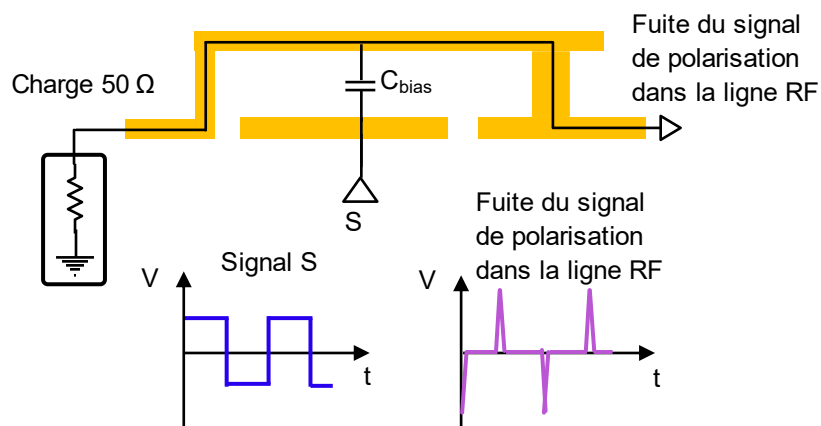 Fuite du signal
de polarisation
dans la ligne RF
Charge 50 Ω
C_bias
S
Signal S
Fuite du signal
de polarisation
dans la ligne RF
V
t
V
t